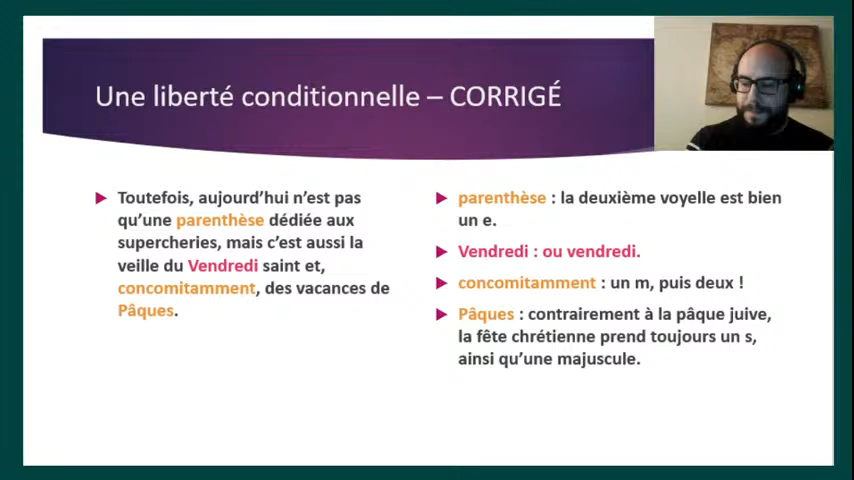 Une liberté conditionnelle – CORRIGÉ
Toutefois, aujourd’hui n’est pas
qu’une parenthèse dédiée aux
supercheries, mais c’est aussi la
veille du Vendredi saint et,
concomitamment, des vacances de
Pâques.
parenthèse : la deuxième voyelle est bien
un e.
Vendredi : ou vendredi.
concomitamment : un m, puis deux !
Pâques : contrairement à la pâque juive,
la fête chrétienne prend toujours un s,
ainsi qu’une majuscule.